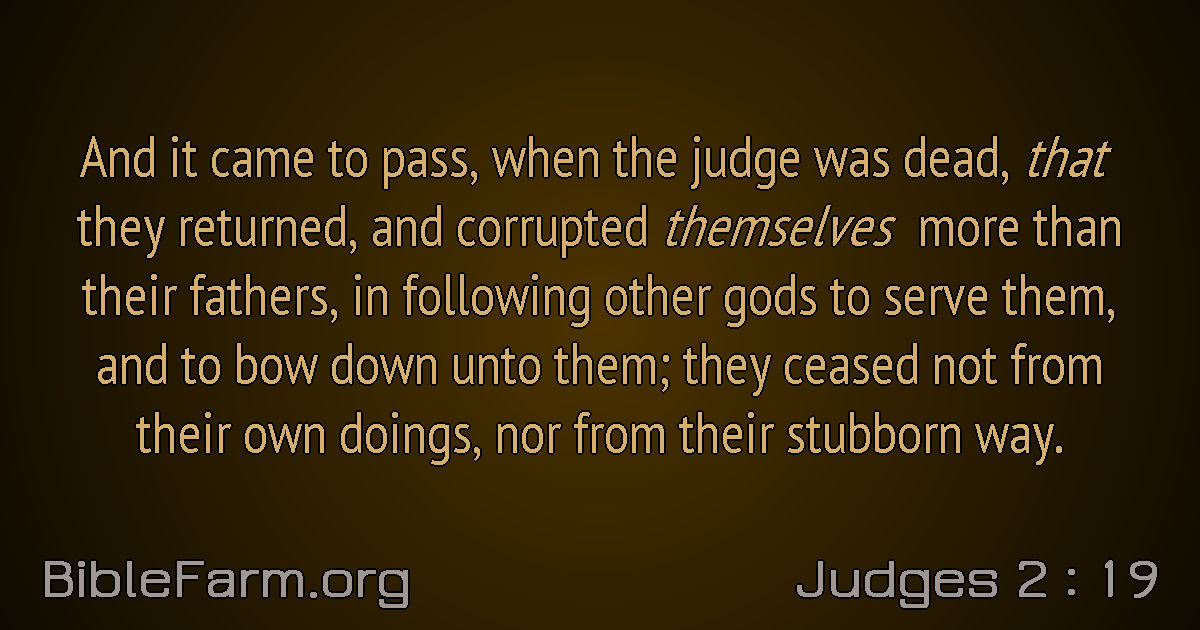 And it came to pass, when the judge was dead, that
they returned, and corrupted themselves more than
their fathers, in following other gods to serve them,
and to bow down unto them; they ceased not from
their own doings, nor from their stubborn way.
BibleFarm.org
Judges 2 : 19